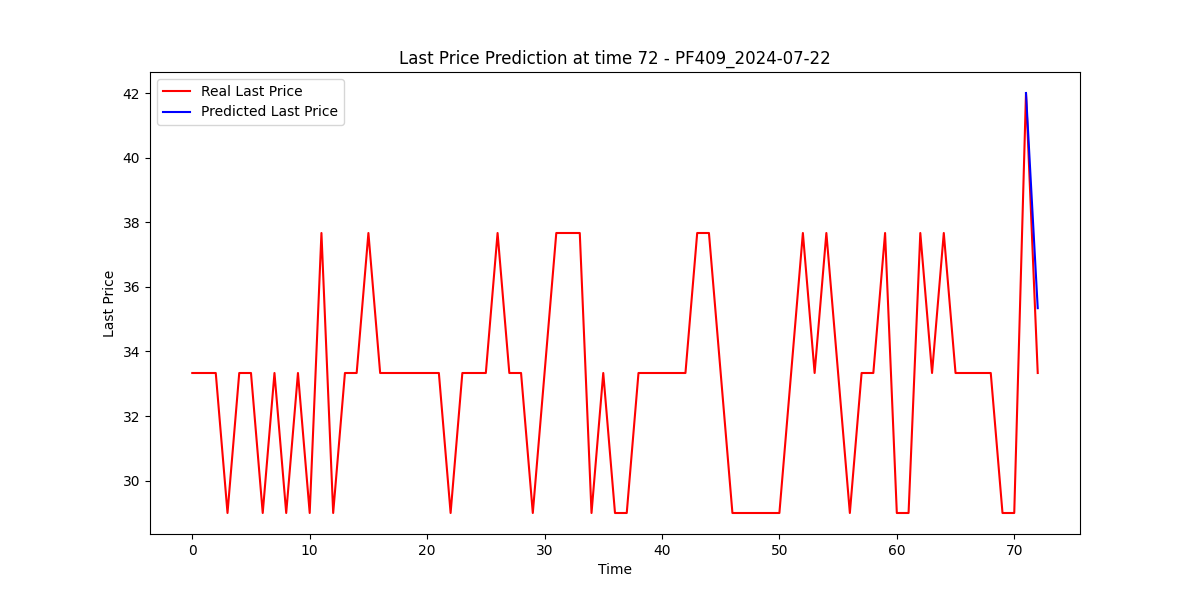 Last Price Prediction at time 72 - PF409_2024-07-22
Real Last Price
Predicted Last Price
Last Price
42
40
38
36
34
32
30
0 10 20 30 40 50 60 70
Time